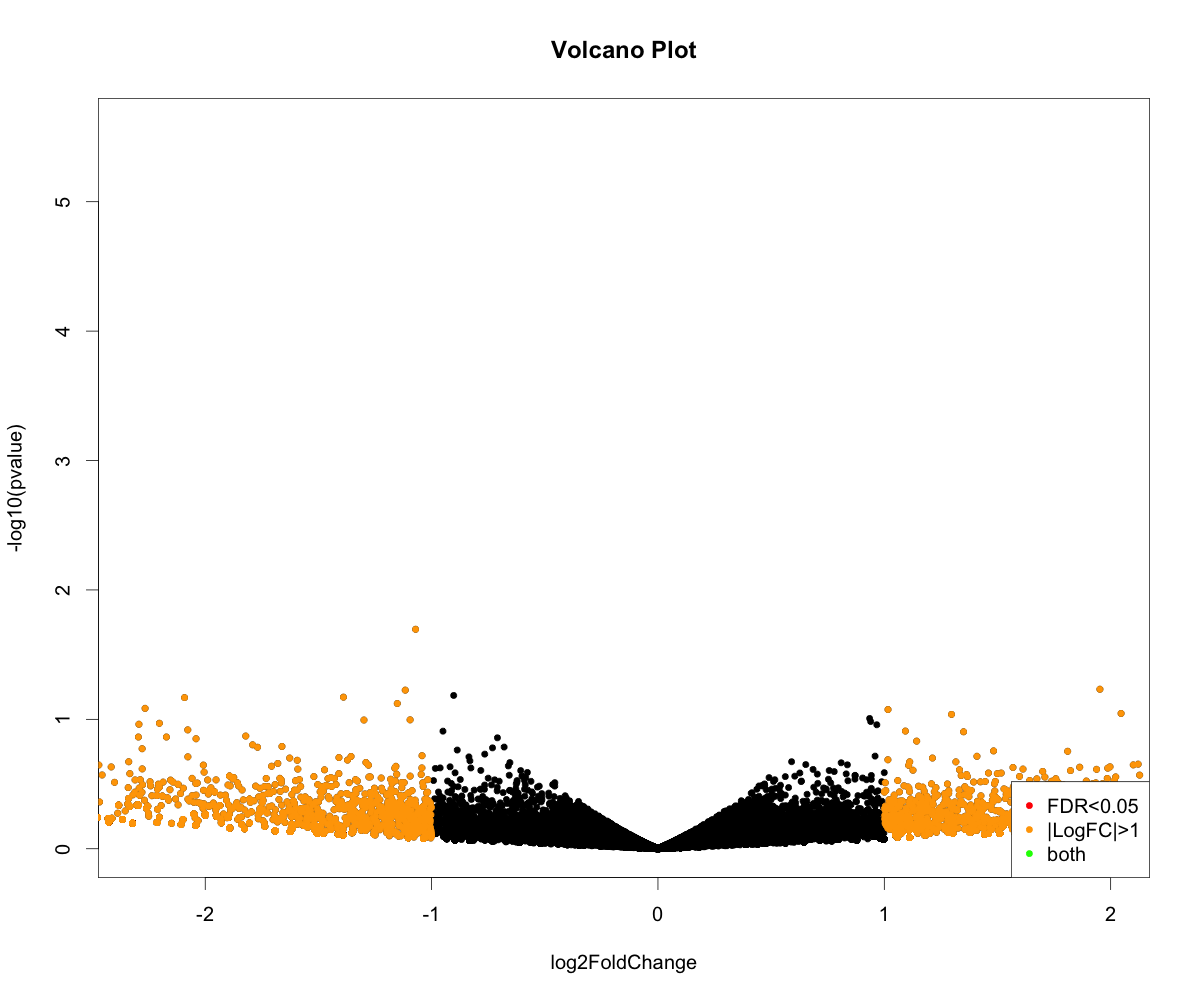 Volcano Plot
-log10(pvalue)
5
4
3
2
1
0
FDR<0.05
|LogFC|>1
both
-2 -1 0 1 2
log2FoldChange